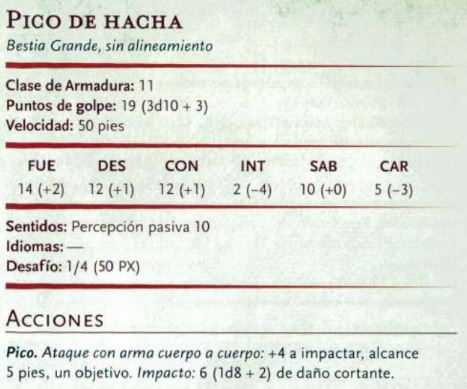 PICO DE HACHA
Bestia Grande, sin alineamiento
Clase de Armadura: 11
Puntos de golpe: 19 (3d10 + 3)
Velocidad: 50 pies
FUE DES CON INT SAB CAR
14 (+2) 12 (+1) 12 (+1) 2 (−4) 10 (+0) 5 (−3)
Sentidos: Percepción pasiva 10
Idiomas: —
Desafío: 1/4 (50 PX)
ACCIONES
Pico. Ataque con arma cuerpo a cuerpo: +4 a impactar, alcance
5 pies, un objetivo. Impacto: 6 (1d8 + 2) de daño cortante.